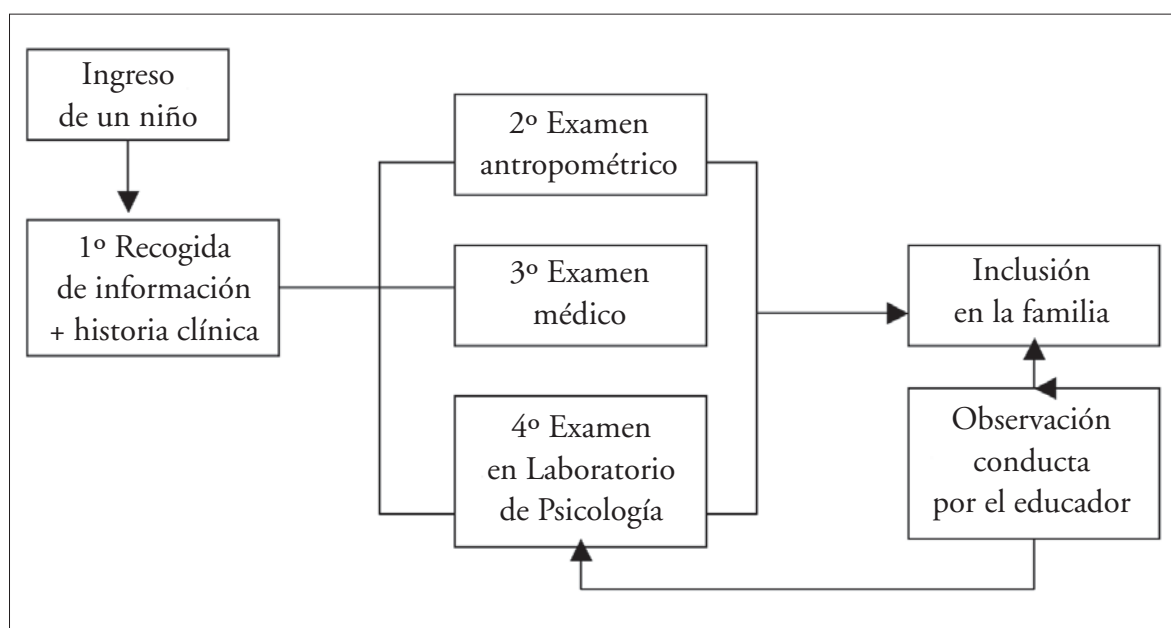 Ingreso
de un niño
1º Recogida
de información
+ historia clínica
2º Examen
antropométrico
3º Examen
médico
4º Examen
en Laboratorio
de Psicología
Inclusión
en la familia
Observación
conducta
por el educador